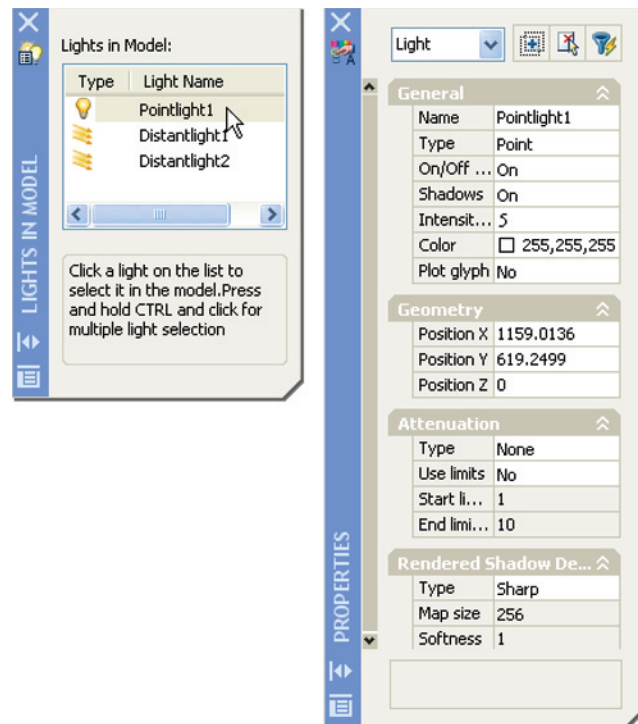 Lights in Model:
Type Light Name
Pointlight1
Distantlight1
Distantlight2
Click a light on the list to
select it in the model.Press
and hold CTRL and click for
multiple light selection
LIGHTS IN MODEL
Light
General
Name Pointlight1
Type Point
On/Off ... On
Shadows On
Intensit... 5
Color 255,255,255
Plot glyph No
Geometry
Position X 1159.0136
Position Y 619.2499
Position Z 0
Attenuation
Type None
Use limits No
Start li... 1
End limi... 10
Rendered Shadow De...
Type Sharp
Map size 256
Softness 1
PROPERTIES